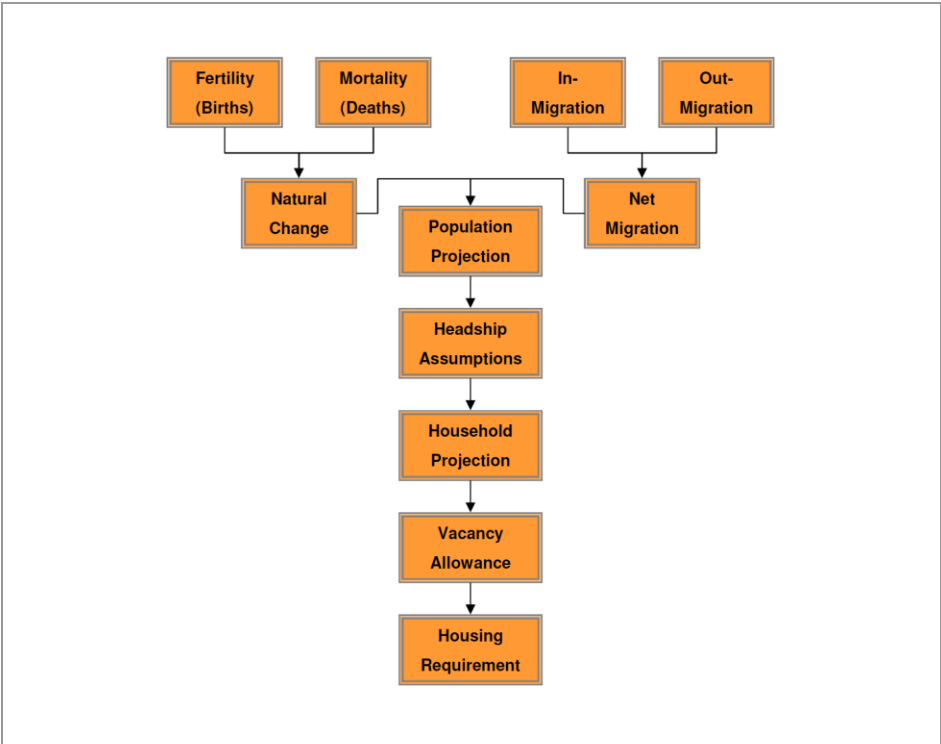 Fertility
(Births)
Mortality
(Deaths)
In-
Migration
Out-
Migration
Natural
Change
Net
Migration
Population
Projection
Headship
Assumptions
Household
Projection
Vacancy
Allowance
Housing
Requirement